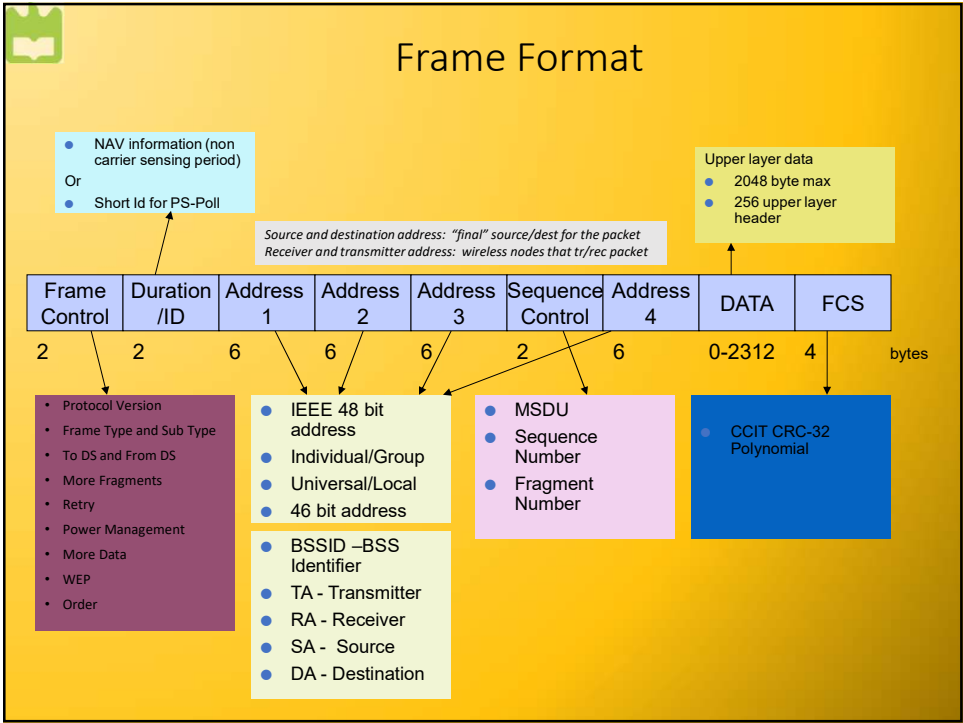 Frame Format
NAV information (non
carrier sensing period)
Or
Short Id for PS-Poll
Upper layer data
2048 byte max
256 upper layer
header
Source and destination address: “final” source/dest for the packet
Receiver and transmitter address: wireless nodes that tr/rec packet
Frame
Control
Duration
/ID
Address
1
Address
2
Address
3
Sequence
Control
Address
4
DATA
FCS
2 2 6 6 6 2 6 0-2312 4 bytes
Protocol Version
Frame Type and Sub Type
To DS and From DS
More Fragments
Retry
Power Management
More Data
WEP
Order
IEEE 48 bit
address
Individual/Group
Universal/Local
46 bit address
BSSID –BSS
Identifier
TA - Transmitter
RA - Receiver
SA - Source
DA - Destination
MSDU
Sequence
Number
Fragment
Number
CCIT CRC-32
Polynomial